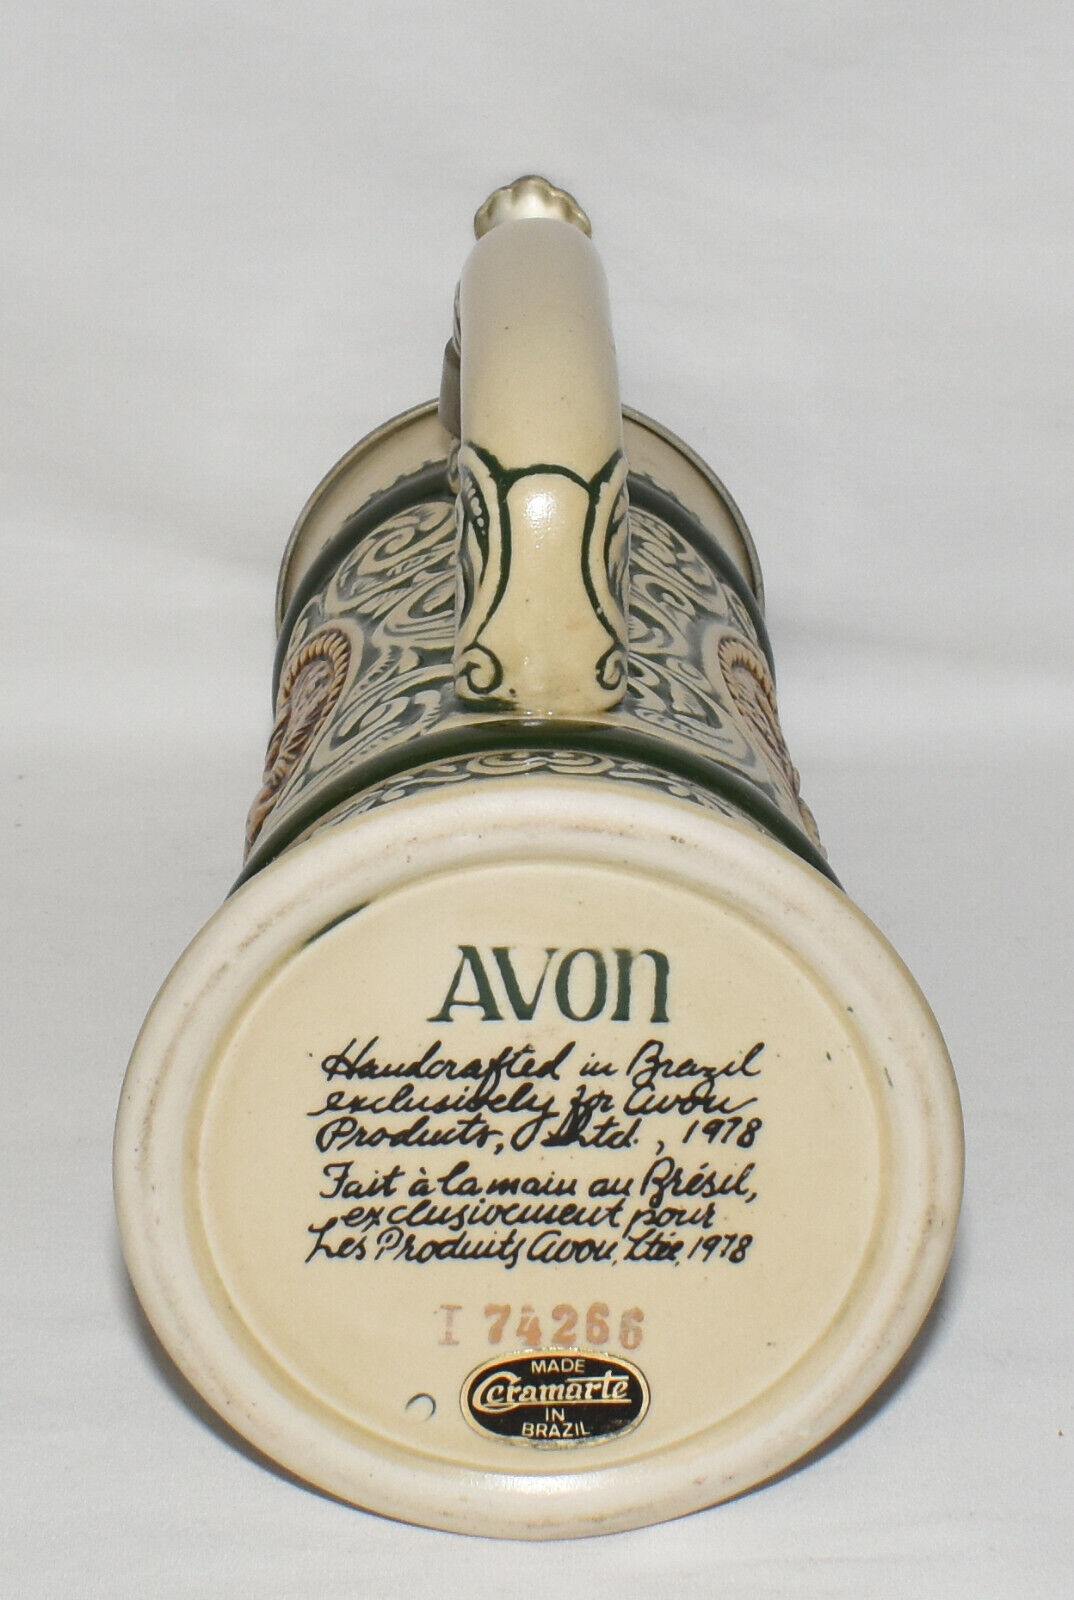 AVON
Handcrafted in Brazil
exclusively for Avon
Products, Ltd., 1978
Fait à la main au Brésil,
exclusivement pour
Les Produits Avon, Ltée, 1978
I 74266
MADE
Ceramarte
IN
BRAZIL